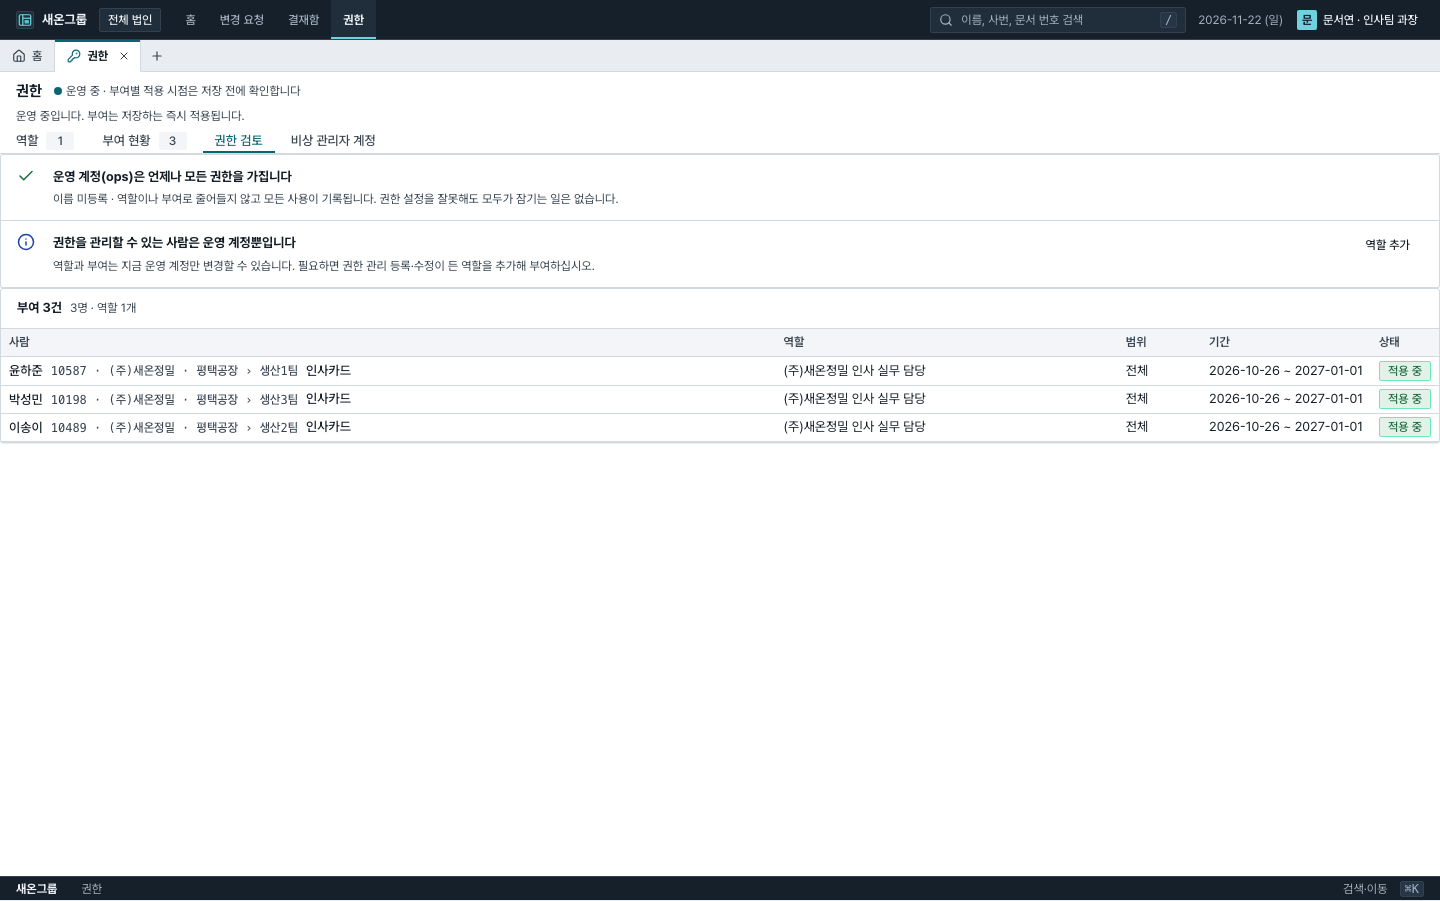 새온그룹 전체 법인 홈 변경 요청 결재함 권한 이름, 사번, 문서 번호 검색 / 2026-11-22 (일) 문 문서연 · 인사팀 과장
홈 권한
권한 운영 중 · 부여별 적용 시점은 저장 전에 확인합니다
운영 중입니다. 부여는 저장하는 즉시 적용됩니다.
역할 1 부여 현황 3 권한 검토 비상 관리자 계정
운영 계정(ops)은 언제나 모든 권한을 가집니다
이름 미등록 · 역할이나 부여로 줄어들지 않고 모든 사용이 기록됩니다. 권한 설정을 잘못해도 모두가 잠기는 일은 없습니다.
권한을 관리할 수 있는 사람은 운영 계정뿐입니다
역할 추가
역할과 부여는 지금 운영 계정만 변경할 수 있습니다. 필요하면 권한 관리 등록·수정이 든 역할을 추가해 부여하십시오.
부여 3건 3명 · 역할 1개
사람 역할 범위 기간 상태
윤하준 10587 · (주)새온정밀 · 평택공장 › 생산1팀 인사카드 (주)새온정밀 인사 실무 담당 전체 2026-10-26 ~ 2027-01-01 적용 중
박성민 10198 · (주)새온정밀 · 평택공장 › 생산3팀 인사카드 (주)새온정밀 인사 실무 담당 전체 2026-10-26 ~ 2027-01-01 적용 중
이송이 10489 · (주)새온정밀 · 평택공장 › 생산2팀 인사카드 (주)새온정밀 인사 실무 담당 전체 2026-10-26 ~ 2027-01-01 적용 중
새온그룹 권한 검색·이동 ⌘K